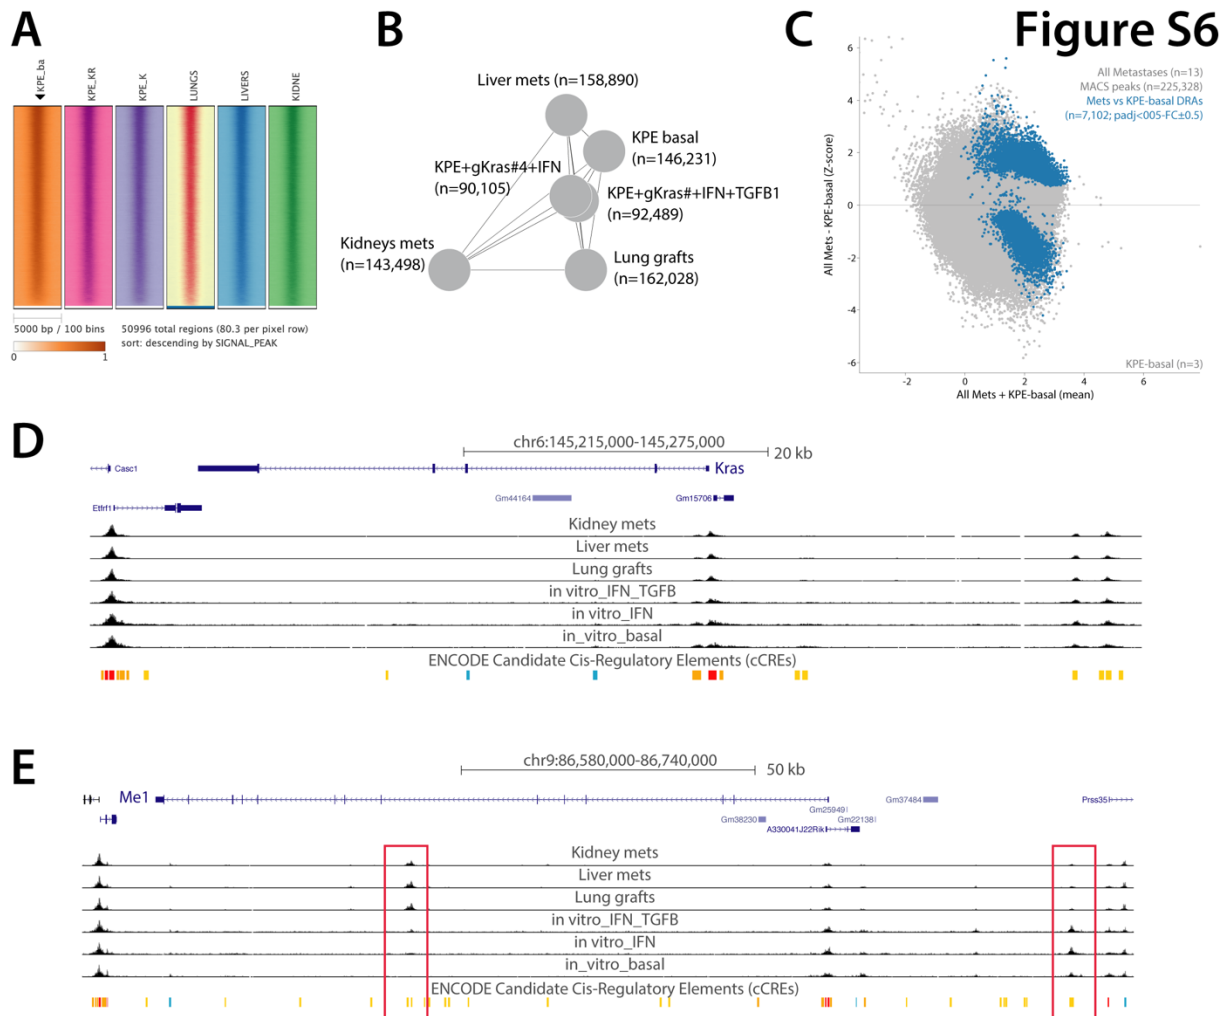 Figure S6
A
◀KPE_ba
KPE_KR
KPE_K
LUNGS
LIVERS
KIDNE
5000 bp / 100 bins
0
1
50996 total regions (80.3 per pixel row)
sort: descending by SIGNAL_PEAK
B
Liver mets (n=158,890)
KPE basal
(n=146,231)
KPE+gKras#4+IFN
(n=90,105)
KPE+gKras#+IFN+TGFB1
(n=92,489)
Kidneys mets
(n=143,498)
Lung grafts
(n=162,028)
C
All Metastases (n=13)
MACS peaks (n=225,328)
Mets vs KPE-basal DRAs
(n=7,102; padj<005-FC±0.5)
All Mets - KPE-basal (Z-score)
6
4
2
0
-2
-4
-6
KPE-basal (n=3)
-2
0
2
4
6
All Mets + KPE-basal (mean)
D
chr6:145,215,000-145,275,000
20 kb
Casc1
Kras
Gm44164
Gm15706
Etfrf1
Kidney mets
Liver mets
Lung grafts
in vitro_IFN_TGFB
in vitro_IFN
in_vitro_basal
ENCODE Candidate Cis-Regulatory Elements (cCREs)
E
chr9:86,580,000-86,740,000
50 kb
Me1
Gm37484
Prss35
Gm25949
Gm38230
Gm22138
A330041J22Rik
Kidney mets
Liver mets
Lung grafts
in vitro_IFN_TGFB
in vitro_IFN
in_vitro_basal
ENCODE Candidate Cis-Regulatory Elements (cCREs)